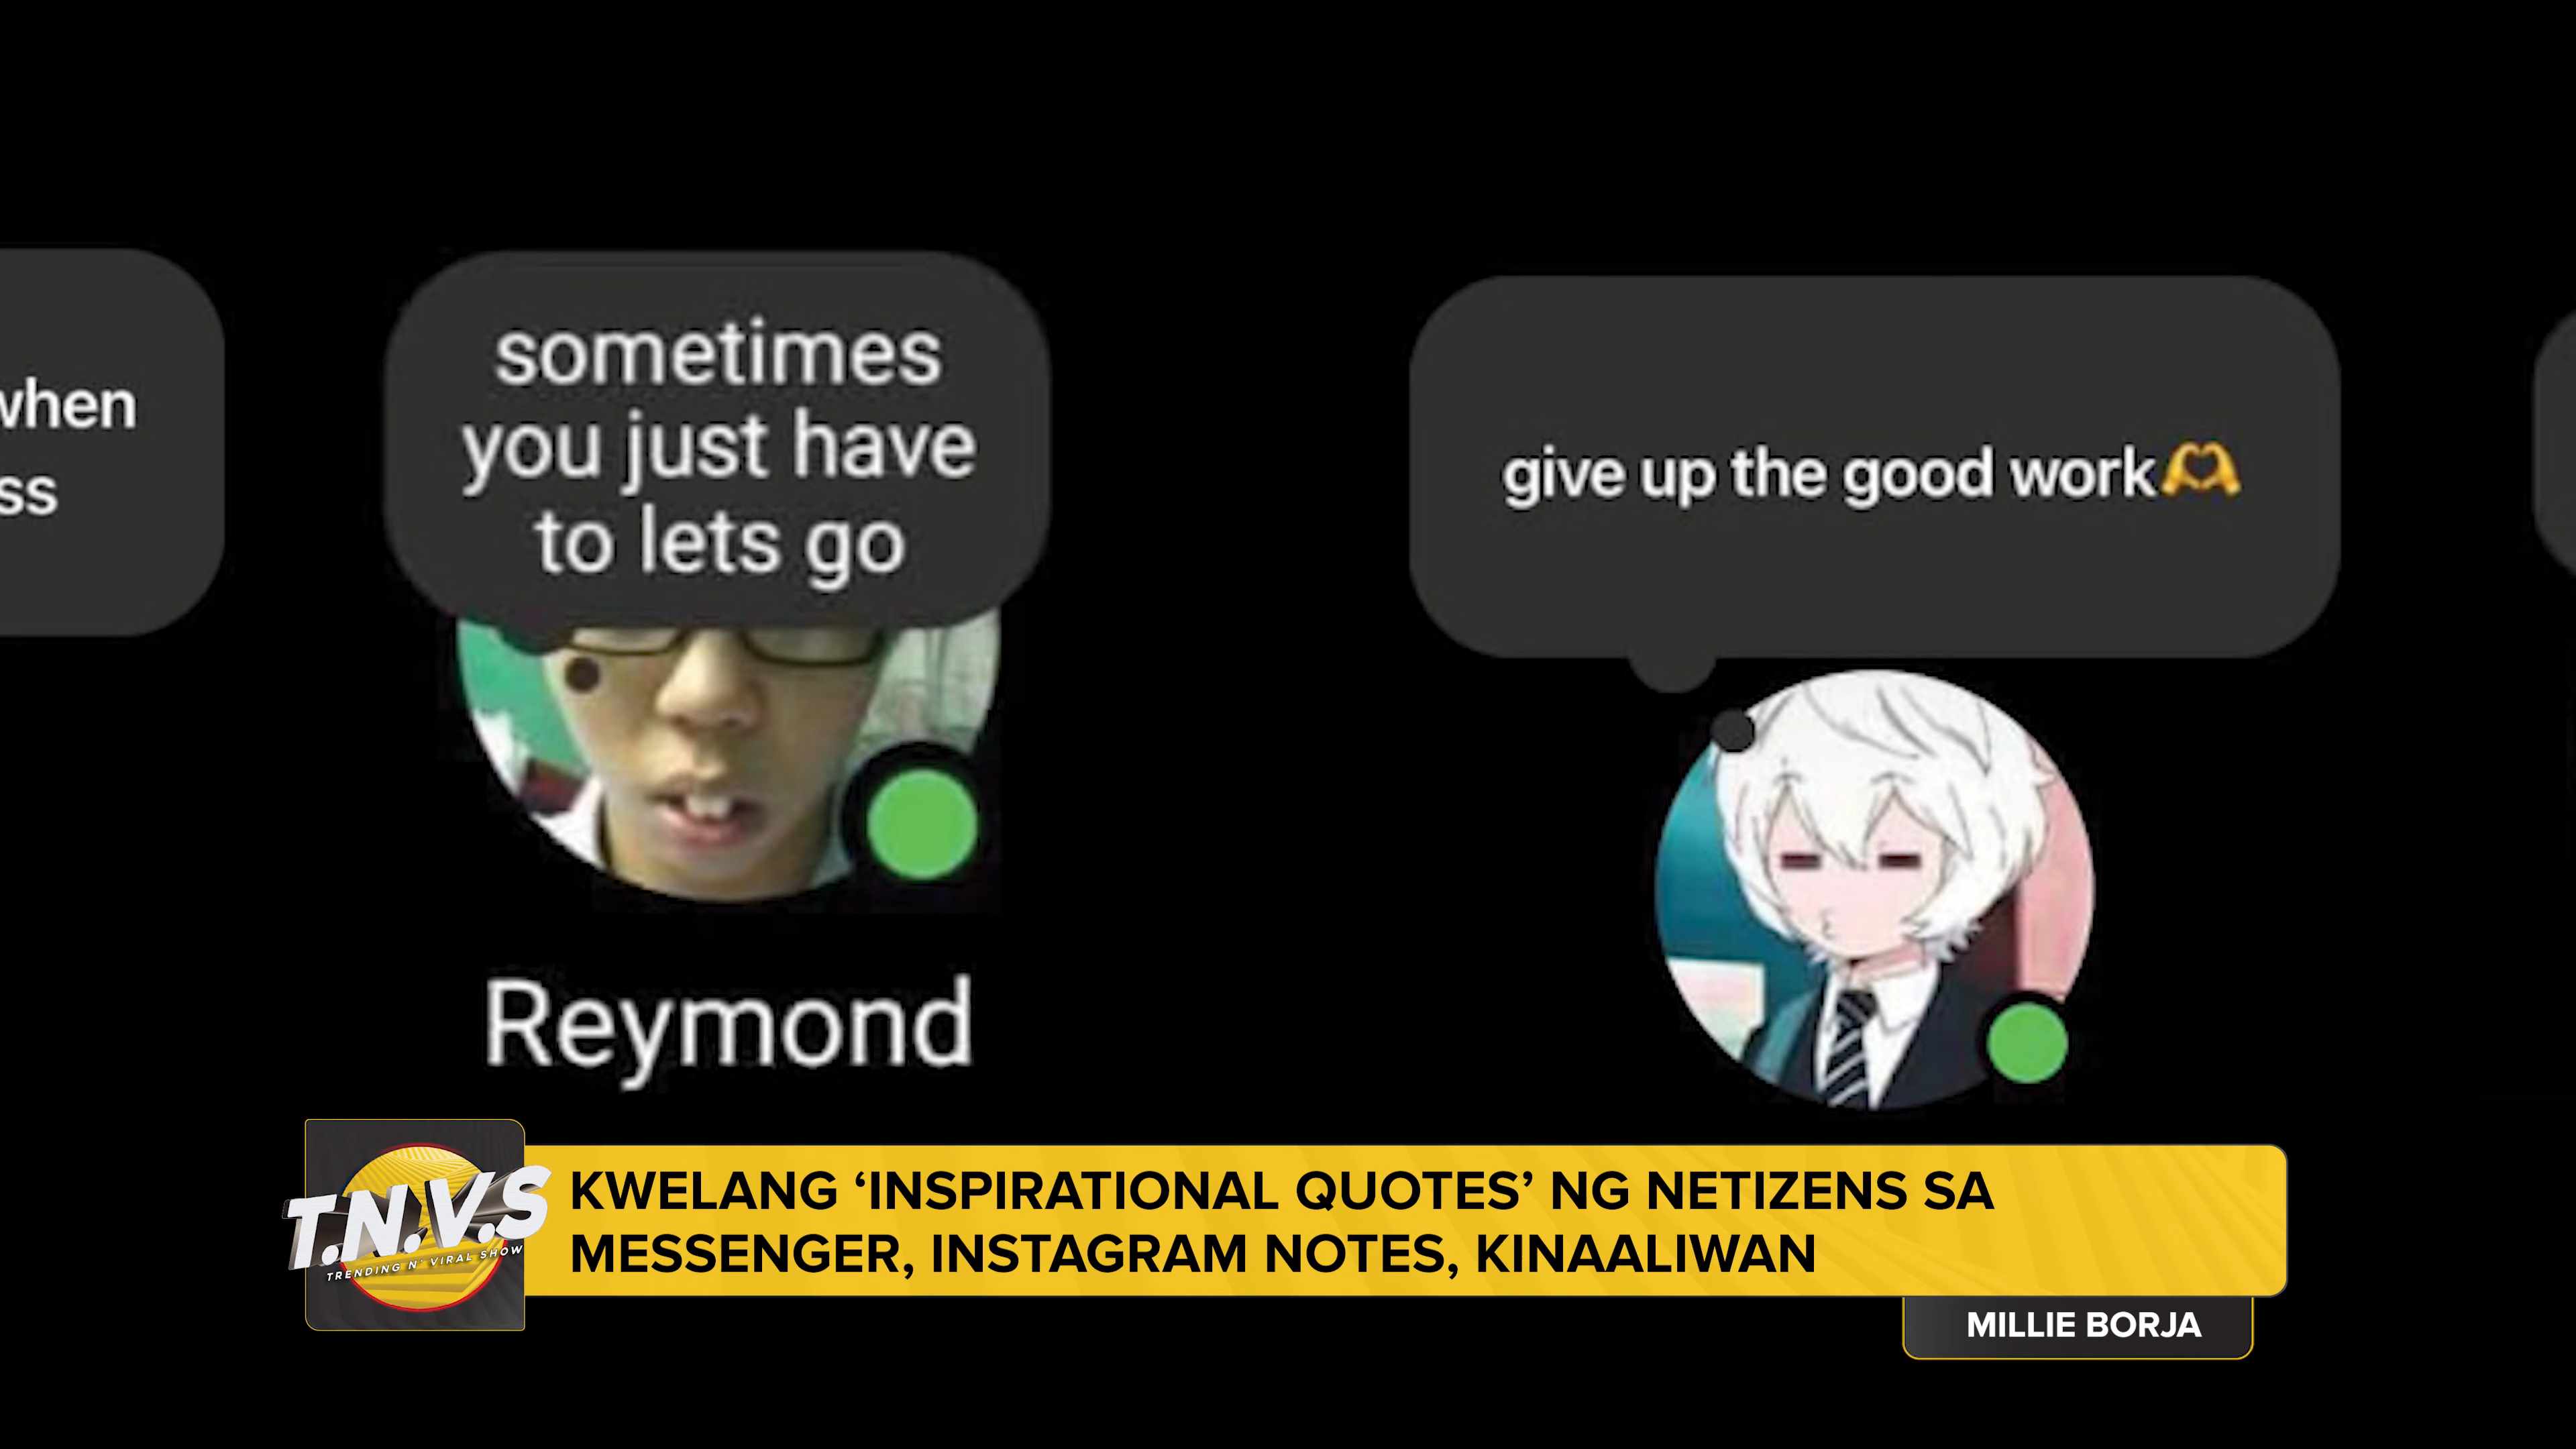 when
ss
sometimes
you just have
to lets go
give up the good work🫶
Reymond
T.N.V.S
TRENDING N' VIRAL SHOW
KWELANG ‘INSPIRATIONAL QUOTES’ NG NETIZENS SA
MESSENGER, INSTAGRAM NOTES, KINAALIWAN
MILLIE BORJA